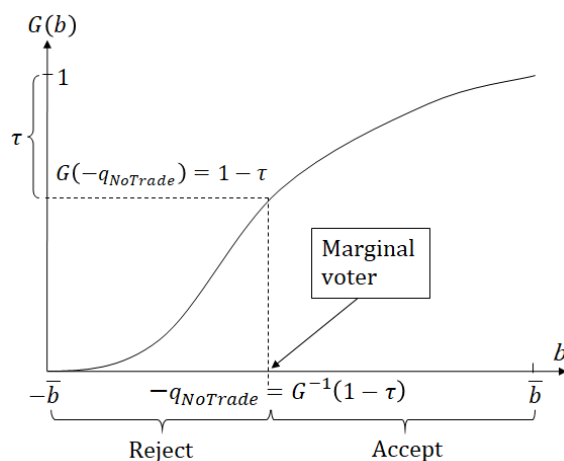 G(b)
1
τ
G(-q_NoTrade) = 1 - τ
Marginal
voter
b
-b̅
-q_NoTrade = G⁻¹(1 - τ)
b̅
Reject
Accept